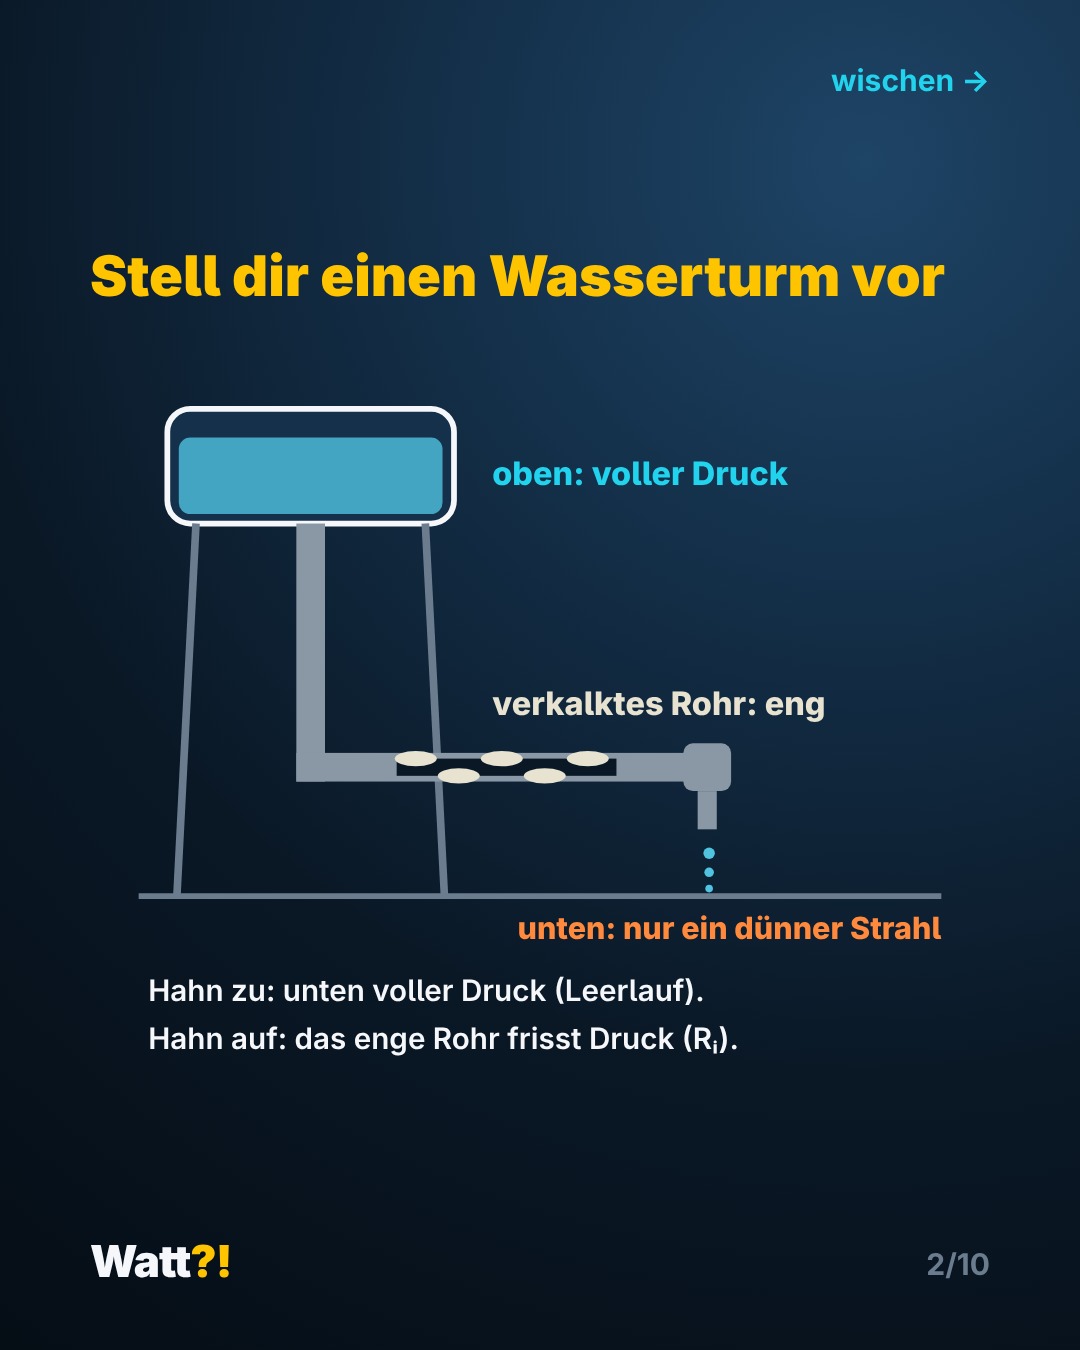 wischen →
Stell dir einen Wasserturm vor
oben: voller Druck
verkalktes Rohr: eng
unten: nur ein dünner Strahl
Hahn zu: unten voller Druck (Leerlauf).
Hahn auf: das enge Rohr frisst Druck (Rᵢ).
Watt?!
2/10